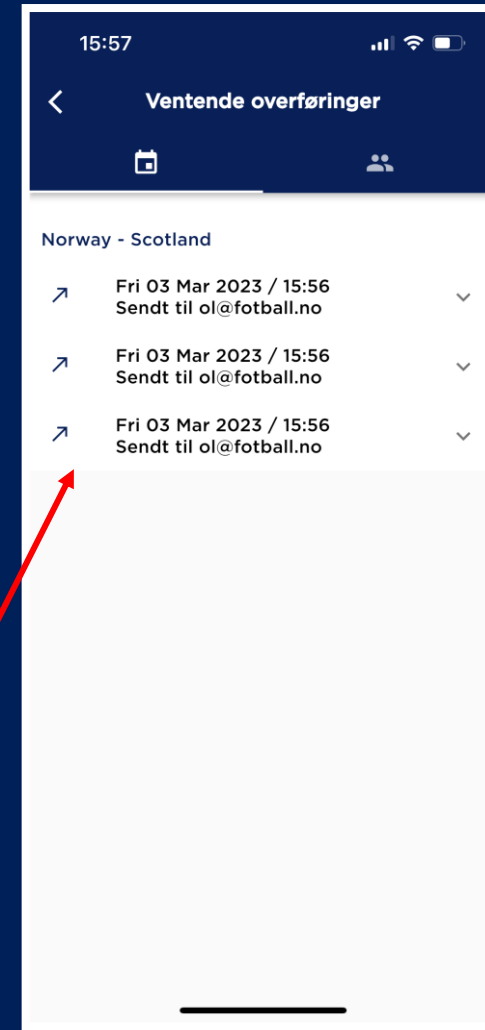 15:57
Ventende overføringer
Norway - Scotland
Fri 03 Mar 2023 / 15:56
Sendt til ol@fotball.no
Fri 03 Mar 2023 / 15:56
Sendt til ol@fotball.no
Fri 03 Mar 2023 / 15:56
Sendt til ol@fotball.no